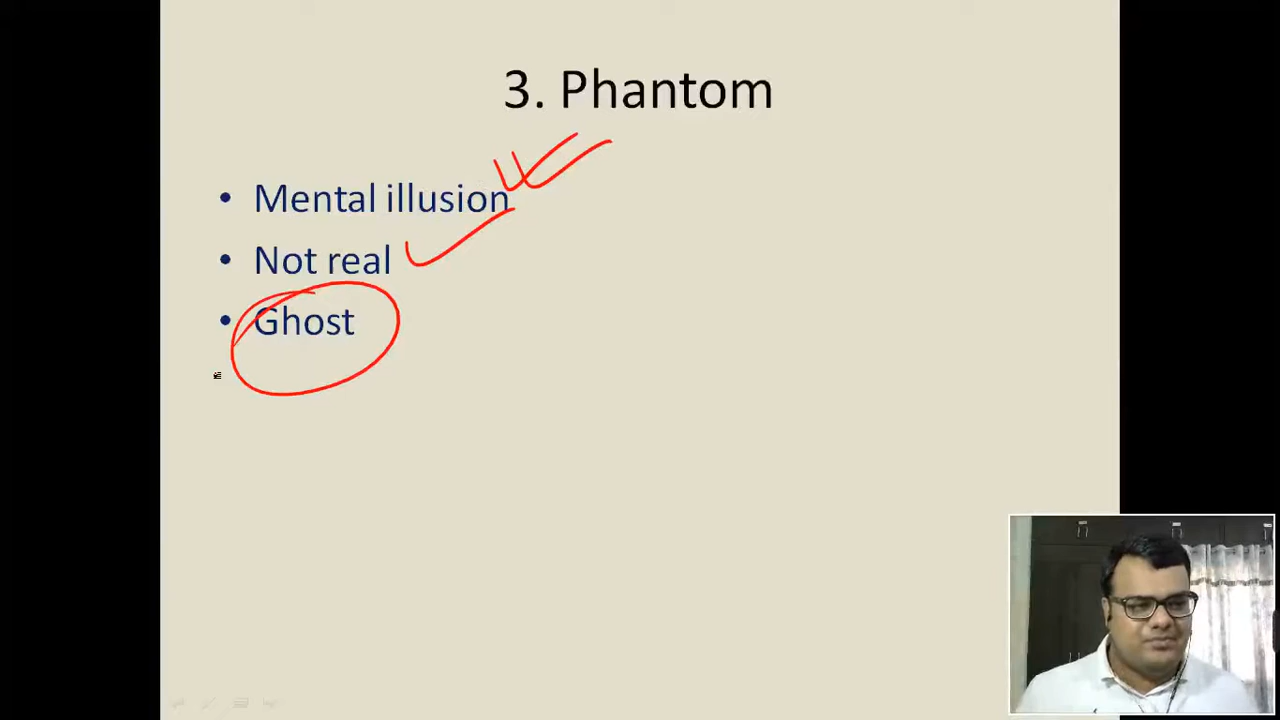 3. Phantom
• Mental illusion
• Not real
• Ghost